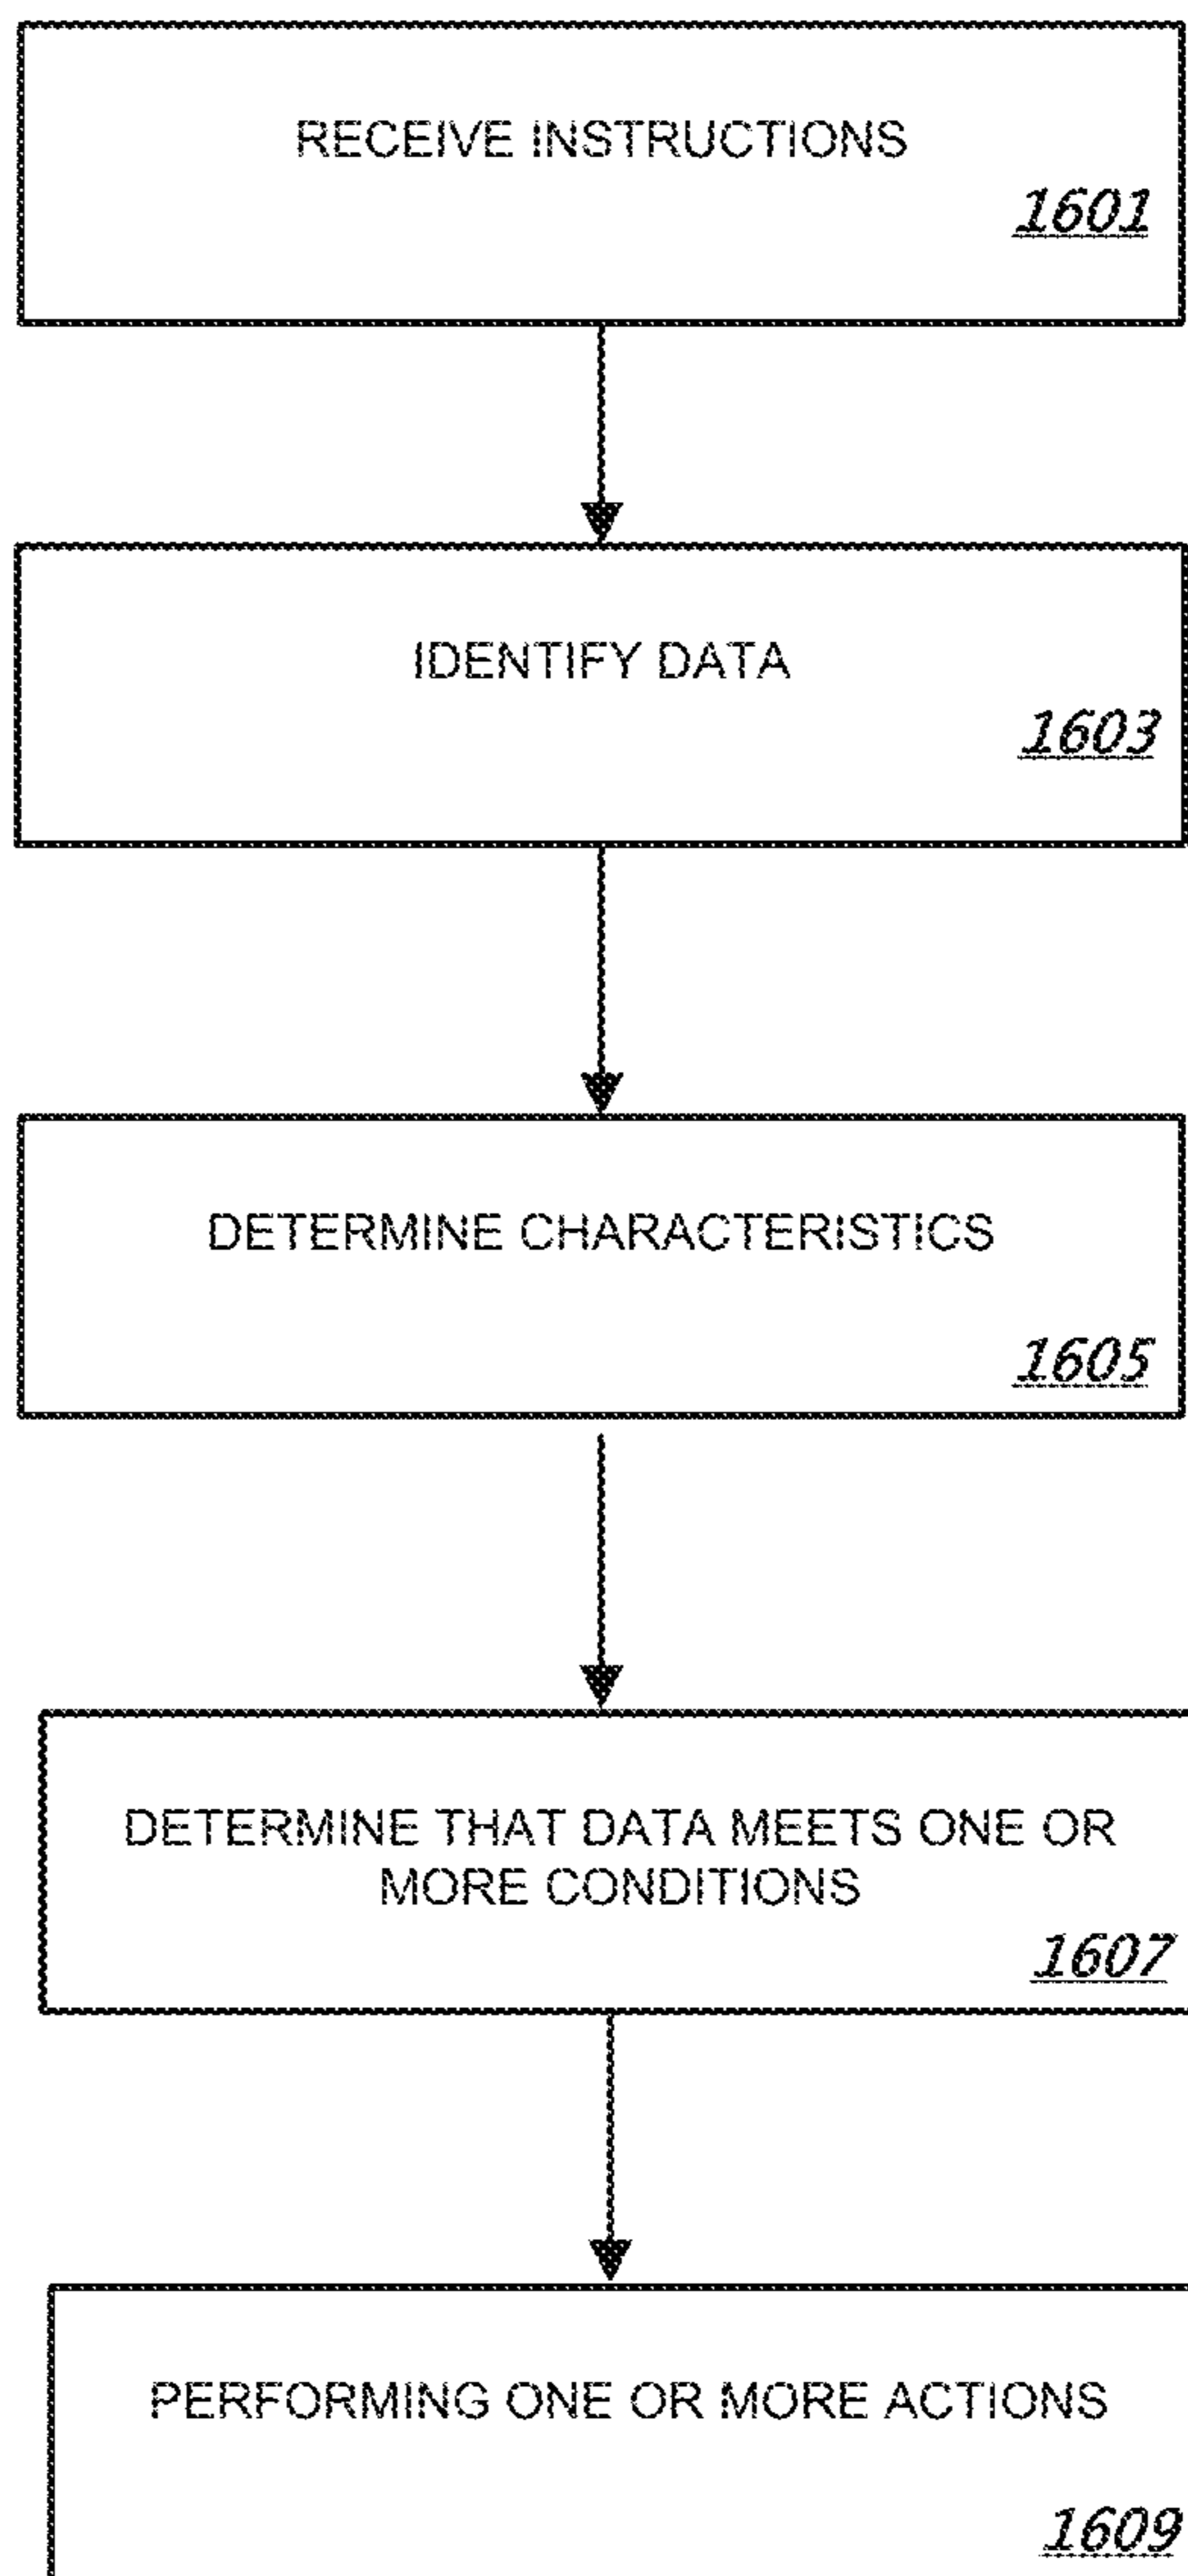 RECEIVE INSTRUCTIONS
1601
IDENTIFY DATA
1603
DETERMINE CHARACTERISTICS
1605
DETERMINE THAT DATA MEETS ONE OR
MORE CONDITIONS
1607
PERFORMING ONE OR MORE ACTIONS
1609